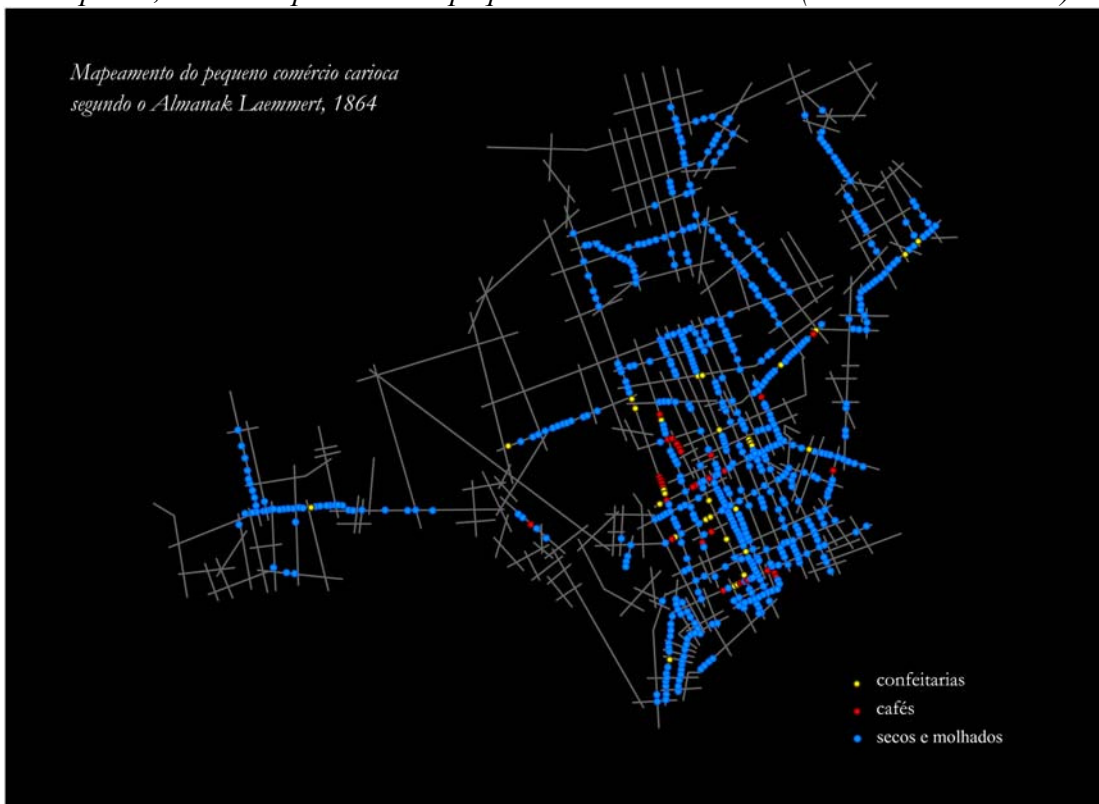 Mapeamento do pequeno comércio carioca
segundo o Almanak Laemmert, 1864
confeitarias
cafés
secos e molhados